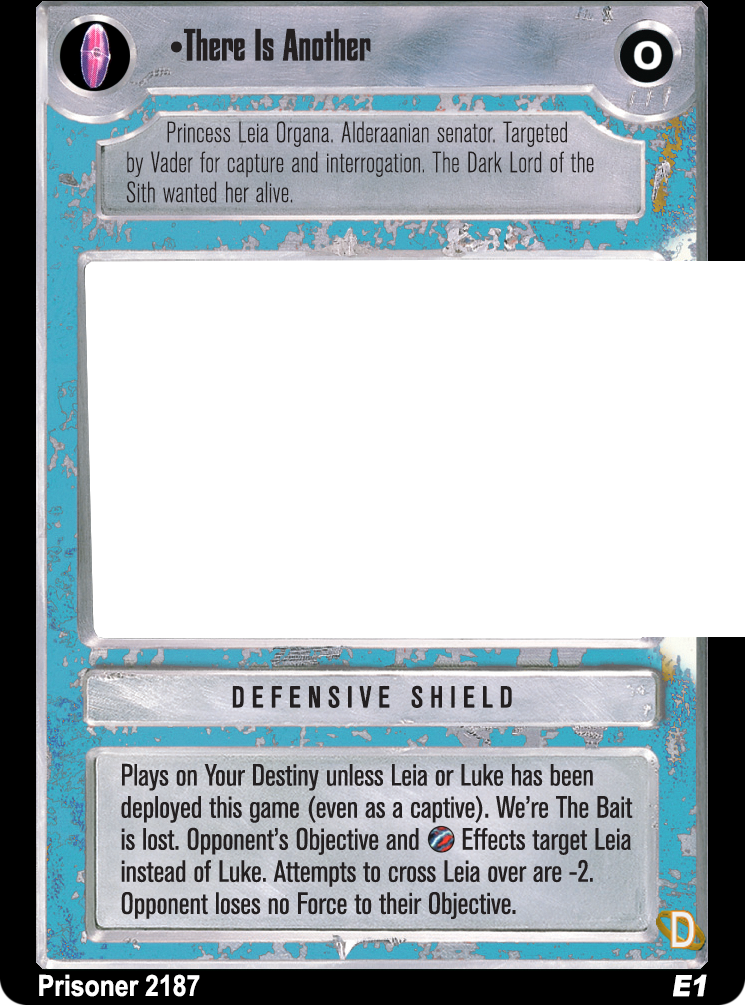 •There Is Another
O
Princess Leia Organa. Alderaanian senator. Targeted
by Vader for capture and interrogation. The Dark Lord of the
Sith wanted her alive.
DEFENSIVE SHIELD
Plays on Your Destiny unless Leia or Luke has been
deployed this game (even as a captive). We're The Bait
is lost. Opponent's Objective and Effects target Leia
instead of Luke. Attempts to cross Leia over are -2.
Opponent loses no Force to their Objective.
D
Prisoner 2187
E1